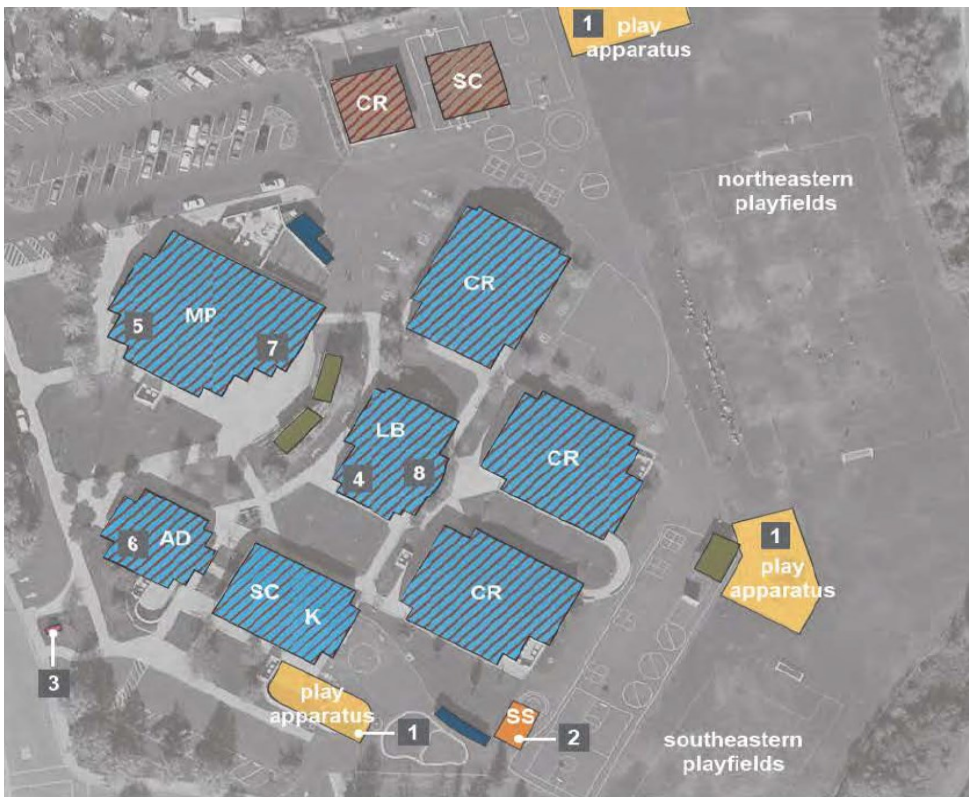 1 play
apparatus
CR
SC
northeastern
playfields
CR
MP
5
7
LB
CR
4
8
1
play
apparatus
AD
6
SC
K
CR
3
play
apparatus
1
SS
2
southeastern
playfields